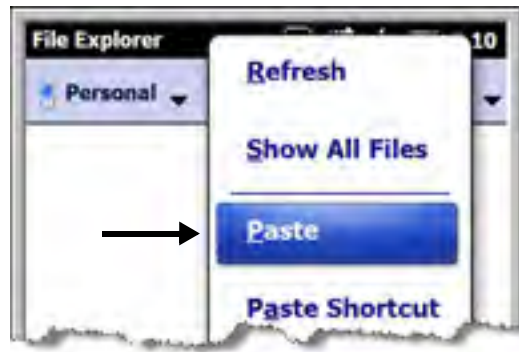 File Explorer 10
Personal
Refresh
Show All Files
Paste
Paste Shortcut